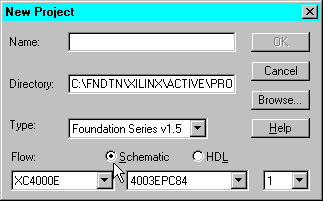 New Project
Name:
OK
Cancel
Directory:
C:\FNDTN\XILINX\ACTIVE\PRO
Browse...
Type:
Foundation Series v1.5
Help
Flow:
Schematic
HDL
XC4000E
4003EPC84
1